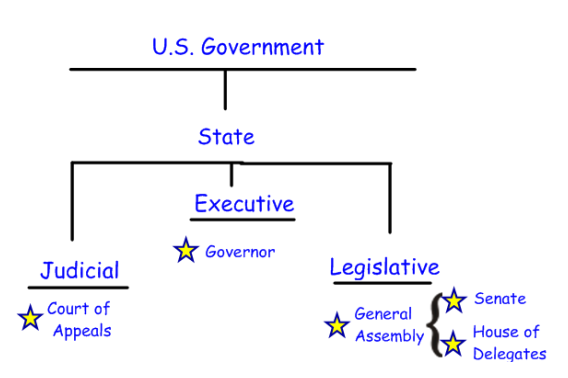 U.S. Government
State
Executive
Governor
Judicial
Court of
Appeals
Legislative
General
Assembly
Senate
House of
Delegates